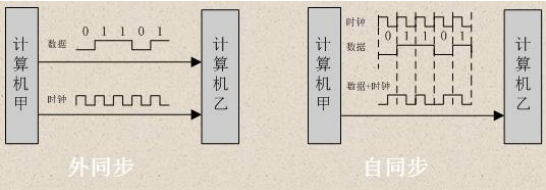 计算机甲
数据
0 1 1 0 1
时钟
计算机乙
外同步
计算机甲
时钟
0 1 1 0 1
数据
数据+时钟
计算机乙
自同步